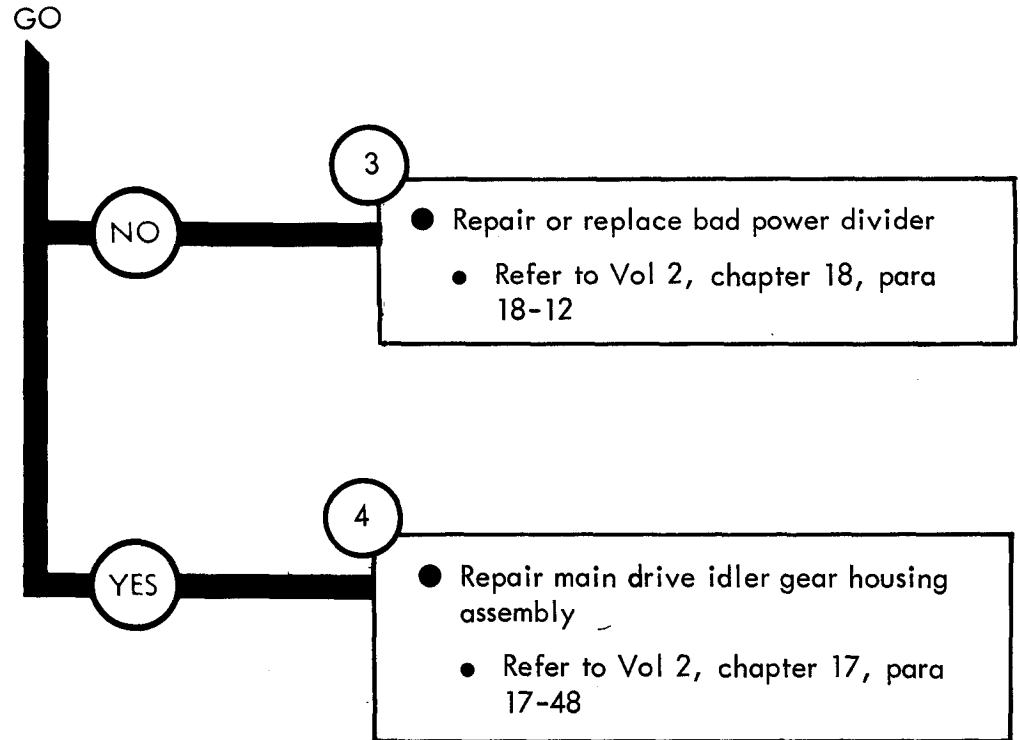 GO
NO
3
● Repair or replace bad power divider
● Refer to Vol 2, chapter 18, para
18-12
YES
4
● Repair main drive idler gear housing
assembly
● Refer to Vol 2, chapter 17, para
17-48